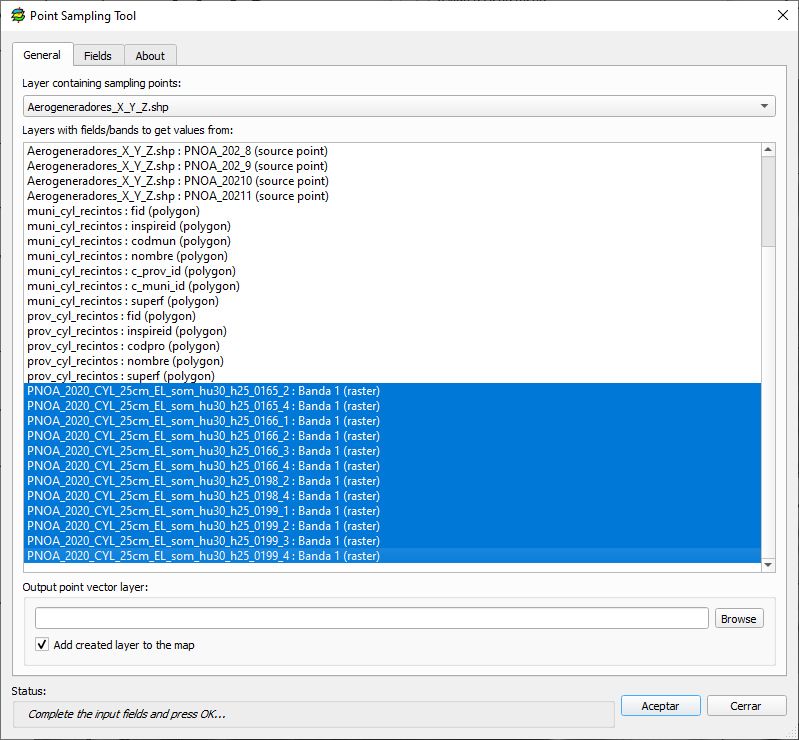 Point Sampling Tool
General
Fields
About
Layer containing sampling points:
Aerogeneradores_X_Y_Z.shp
Layers with fields/bands to get values from:
Aerogeneradores_X_Y_Z.shp : PNOA_202_8 (source point)
Aerogeneradores_X_Y_Z.shp : PNOA_202_9 (source point)
Aerogeneradores_X_Y_Z.shp : PNOA_20210 (source point)
Aerogeneradores_X_Y_Z.shp : PNOA_20211 (source point)
muni_cyl_recintos : fid (polygon)
muni_cyl_recintos : inspireid (polygon)
muni_cyl_recintos : codmun (polygon)
muni_cyl_recintos : nombre (polygon)
muni_cyl_recintos : c_prov_id (polygon)
muni_cyl_recintos : c_muni_id (polygon)
muni_cyl_recintos : superf (polygon)
prov_cyl_recintos : fid (polygon)
prov_cyl_recintos : inspireid (polygon)
prov_cyl_recintos : codpro (polygon)
prov_cyl_recintos : nombre (polygon)
prov_cyl_recintos : superf (polygon)
PNOA_2020_CYL_25cm_EL_som_hu30_h25_0165_2 : Banda 1 (raster)
PNOA_2020_CYL_25cm_EL_som_hu30_h25_0165_4 : Banda 1 (raster)
PNOA_2020_CYL_25cm_EL_som_hu30_h25_0166_1 : Banda 1 (raster)
PNOA_2020_CYL_25cm_EL_som_hu30_h25_0166_2 : Banda 1 (raster)
PNOA_2020_CYL_25cm_EL_som_hu30_h25_0166_3 : Banda 1 (raster)
PNOA_2020_CYL_25cm_EL_som_hu30_h25_0166_4 : Banda 1 (raster)
PNOA_2020_CYL_25cm_EL_som_hu30_h25_0198_2 : Banda 1 (raster)
PNOA_2020_CYL_25cm_EL_som_hu30_h25_0198_4 : Banda 1 (raster)
PNOA_2020_CYL_25cm_EL_som_hu30_h25_0199_1 : Banda 1 (raster)
PNOA_2020_CYL_25cm_EL_som_hu30_h25_0199_2 : Banda 1 (raster)
PNOA_2020_CYL_25cm_EL_som_hu30_h25_0199_3 : Banda 1 (raster)
PNOA_2020_CYL_25cm_EL_som_hu30_h25_0199_4 : Banda 1 (raster)
Output point vector layer:
Browse
Add created layer to the map
Status:
Complete the input fields and press OK...
Aceptar
Cerrar